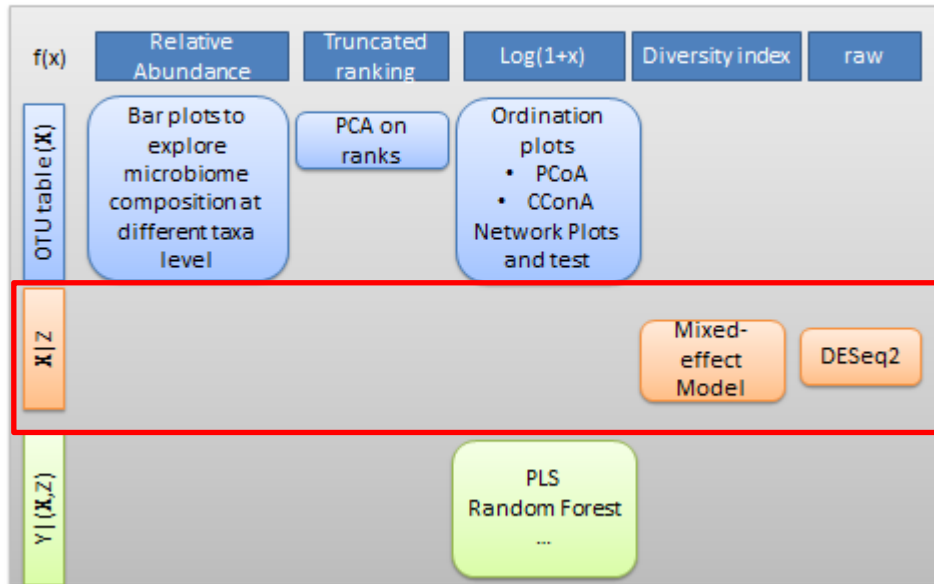 f(x)
Relative
Abundance
Truncated
ranking
Log(1+x)
Diversity index
raw
OTU table(X)
Bar plots to
explore
microbiome
composition at
different taxa
level
PCA on
ranks
Ordination
plots
• PCoA
• CConA
Network Plots
and test
X|Z
Mixed-
effect
Model
DESeq2
Y|(X,Z)
PLS
Random Forest
...